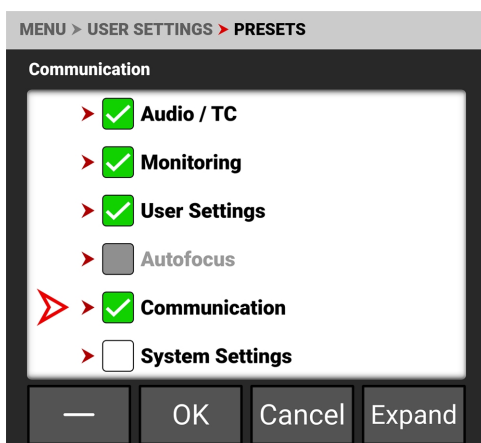 MENU > USER SETTINGS > PRESETS
Communication
Audio / TC
Monitoring
User Settings
Autofocus
Communication
System Settings
— OK Cancel Expand